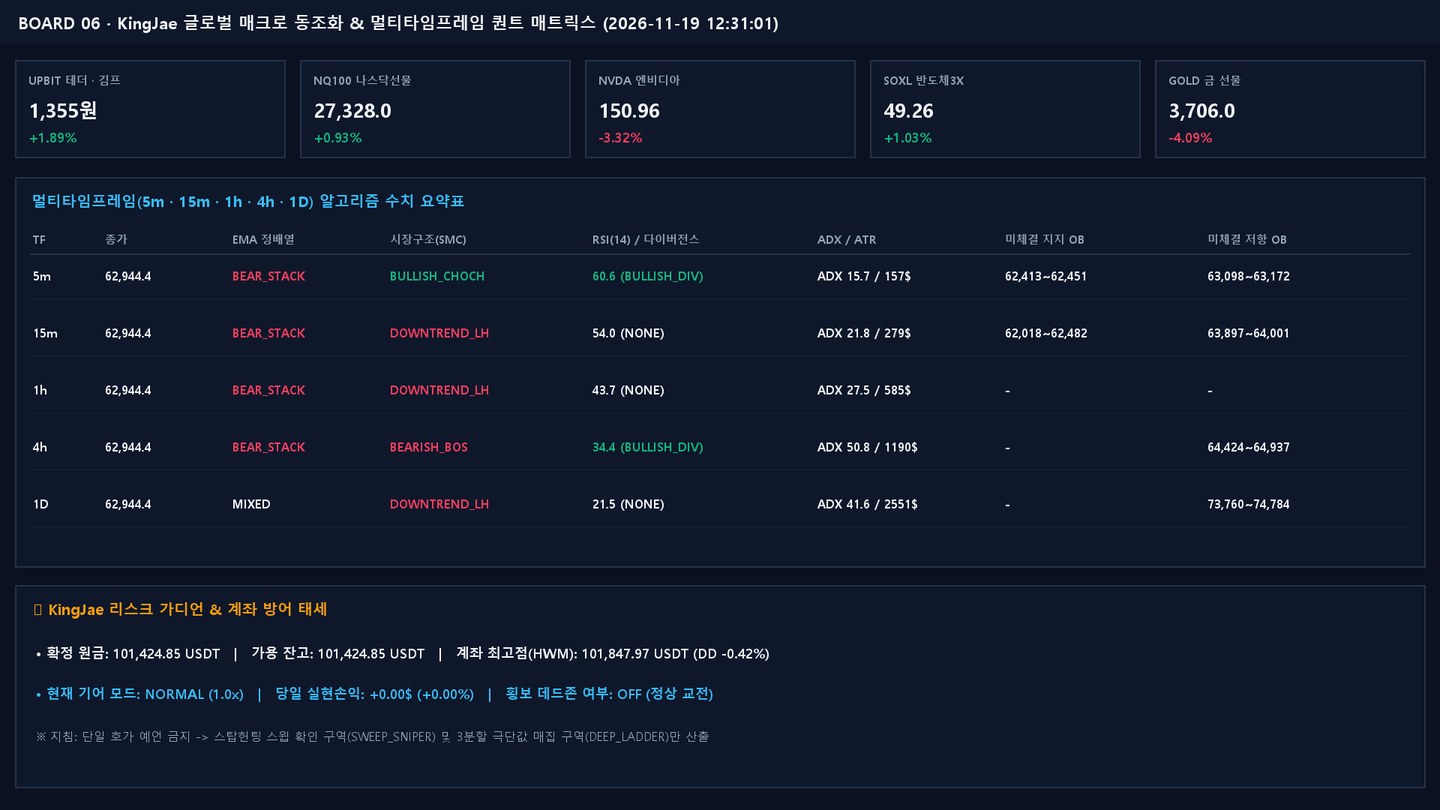 BOARD 06 · KingJae 글로벌 매크로 동조화 & 멀티타임프레임 퀀트 매트릭스 (2026-11-19 12:31:01)
UPBIT 테더 · 김프
1,355원
+1.89%
NQ100 나스닥선물
27,328.0
+0.93%
NVDA 엔비디아
150.96
-3.32%
SOXL 반도체3X
49.26
+1.03%
GOLD 금 선물
3,706.0
-4.09%
멀티타임프레임(5m · 15m · 1h · 4h · 1D) 알고리즘 수치 요약표
TF 종가 EMA 정배열 시장구조(SMC) RSI(14) / 다이버전스 ADX / ATR 미체결 지지 OB 미체결 저항 OB
5m 62,944.4 BEAR_STACK BULLISH_CHOCH 60.6 (BULLISH_DIV) ADX 15.7 / 157$ 62,413~62,451 63,098~63,172
15m 62,944.4 BEAR_STACK DOWNTREND_LH 54.0 (NONE) ADX 21.8 / 279$ 62,018~62,482 63,897~64,001
1h 62,944.4 BEAR_STACK DOWNTREND_LH 43.7 (NONE) ADX 27.5 / 585$ - -
4h 62,944.4 BEAR_STACK BEARISH_BOS 34.4 (BULLISH_DIV) ADX 50.8 / 1190$ - 64,424~64,937
1D 62,944.4 MIXED DOWNTREND_LH 21.5 (NONE) ADX 41.6 / 2551$ - 73,760~74,784
KingJae 리스크 가디언 & 계좌 방어 태세
• 확정 원금: 101,424.85 USDT | 가용 잔고: 101,424.85 USDT | 계좌 최고점(HWM): 101,847.97 USDT (DD -0.42%)
• 현재 기어 모드: NORMAL (1.0x) | 당일 실현손익: +0.00$ (+0.00%) | 횡보 데드존 여부: OFF (정상 교전)
※ 지침: 단일 호가 예언 금지 -> 스탑헌팅 스윕 확인 구역(SWEEP_SNIPER) 및 3분할 극단값 매집 구역(DEEP_LADDER)만 산출